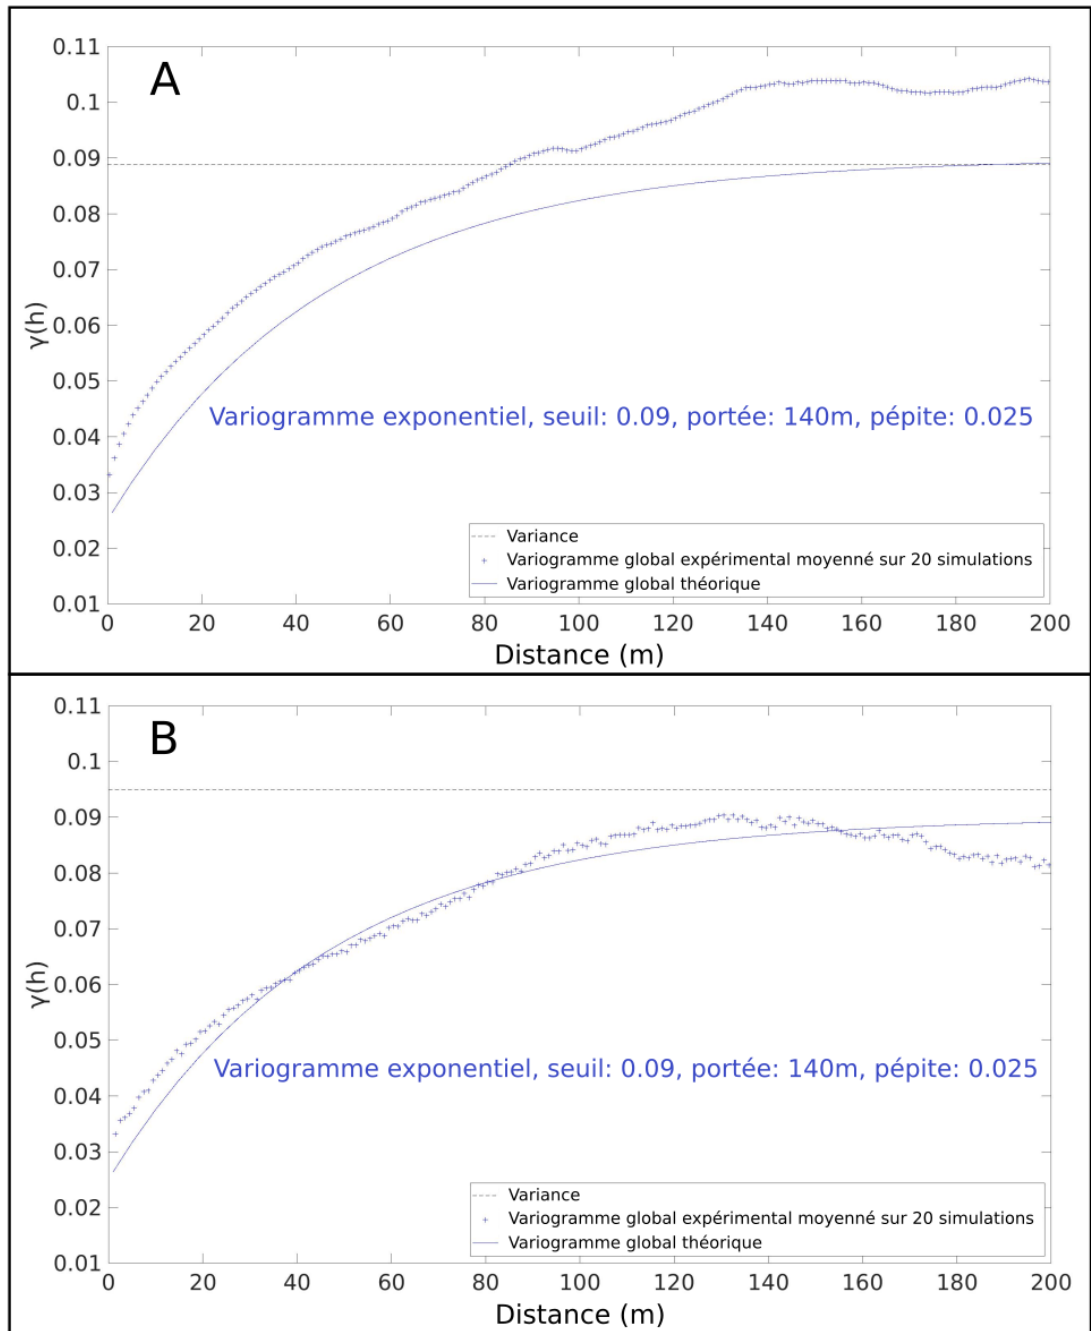 A
0.11
0.1
0.09
0.08
0.07
0.06
0.05
0.04
0.03
0.02
0.01
γ(h)
Variogramme exponentiel, seuil: 0.09, portée: 140m, pépite: 0.025
Variance
Variogramme global expérimental moyenné sur 20 simulations
Variogramme global théorique
0 20 40 60 80 100 120 140 160 180 200
Distance (m)
B
0.11
0.1
0.09
0.08
0.07
0.06
0.05
0.04
0.03
0.02
0.01
γ(h)
Variogramme exponentiel, seuil: 0.09, portée: 140m, pépite: 0.025
Variance
Variogramme global expérimental moyenné sur 20 simulations
Variogramme global théorique
0 20 40 60 80 100 120 140 160 180 200
Distance (m)